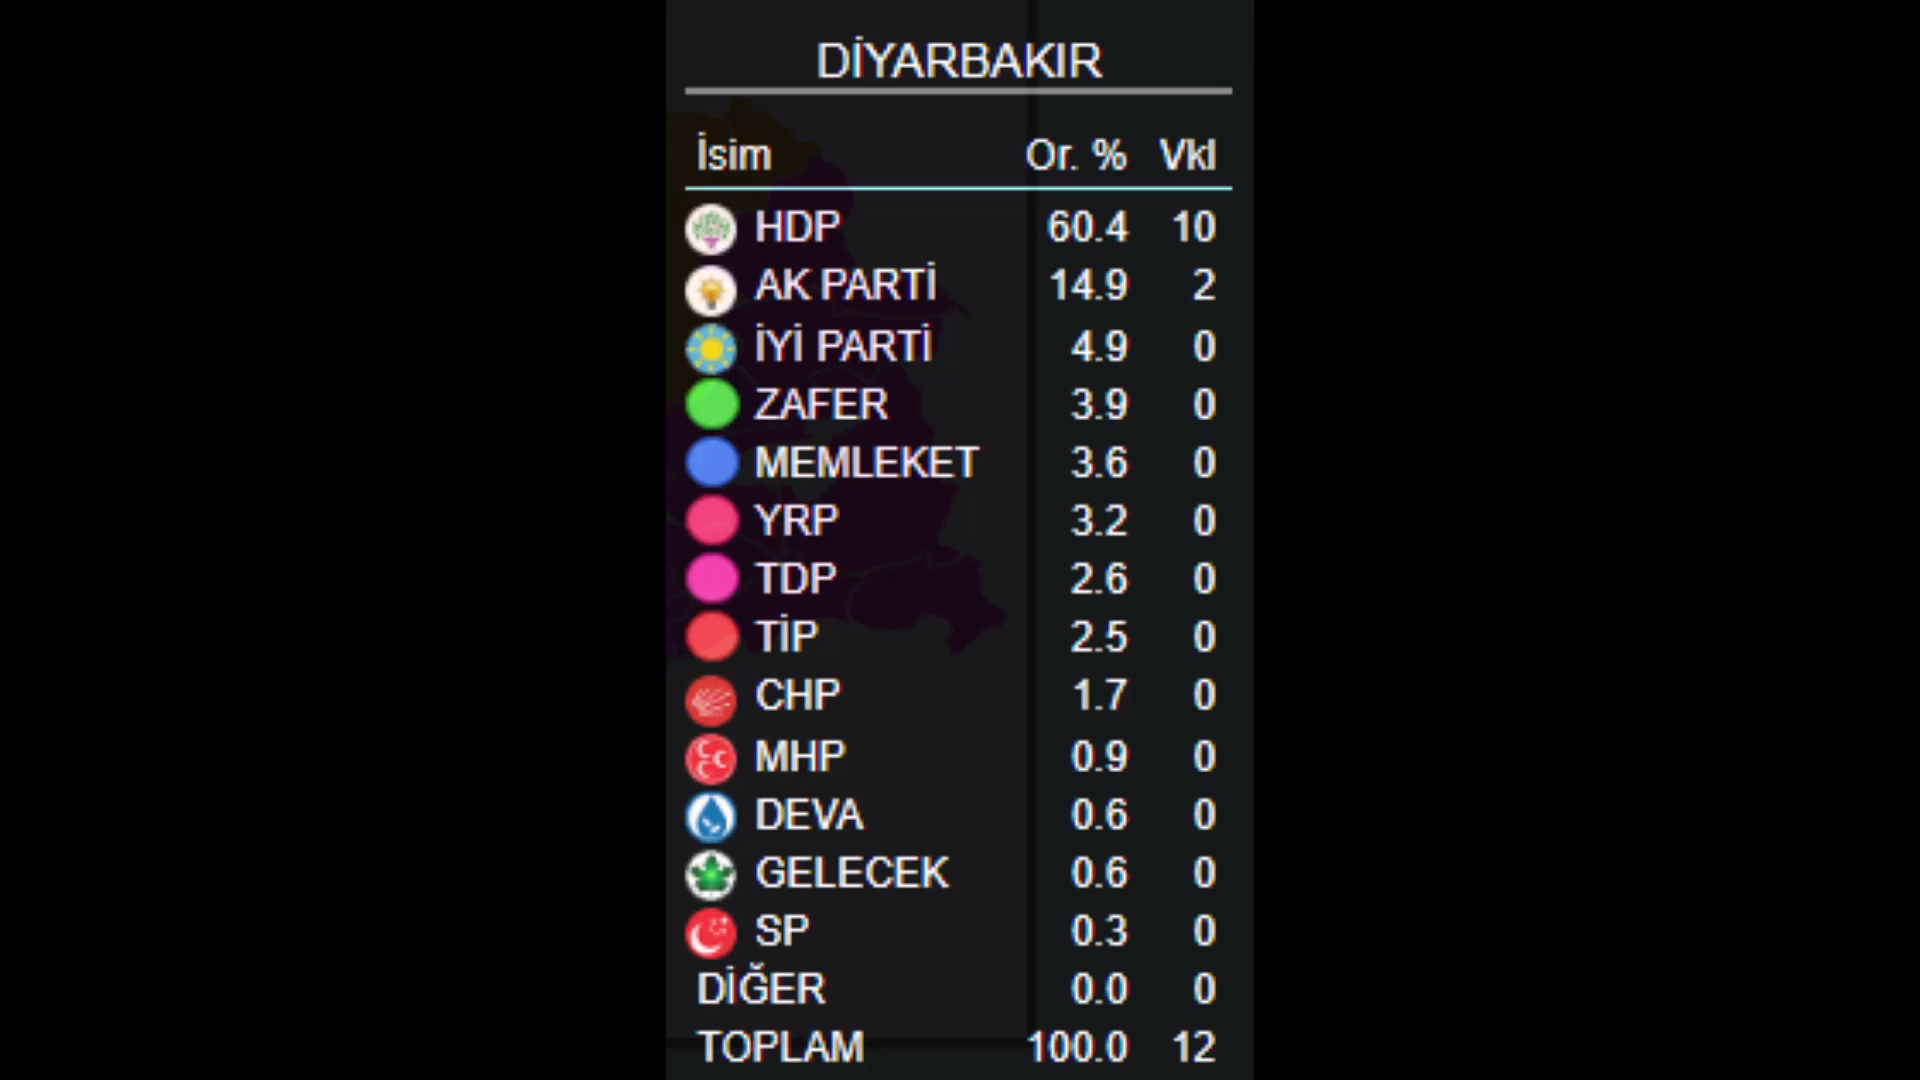 DİYARBAKIR
İsim Or. % Vkl
HDP 60.4 10
AK PARTİ 14.9 2
İYİ PARTİ 4.9 0
ZAFER 3.9 0
MEMLEKET 3.6 0
YRP 3.2 0
TDP 2.6 0
TİP 2.5 0
CHP 1.7 0
MHP 0.9 0
DEVA 0.6 0
GELECEK 0.6 0
SP 0.3 0
DİĞER 0.0 0
TOPLAM 100.0 12